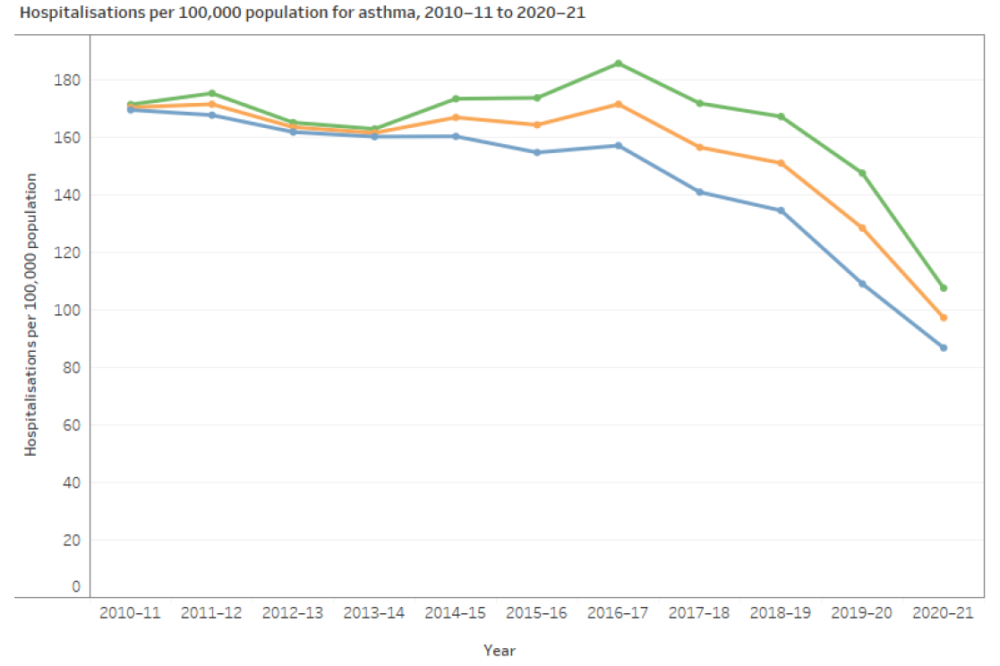 Hospitalisations per 100,000 population for asthma, 2010–11 to 2020–21
Hospitalisations per 100,000 population
180
160
140
120
100
80
60
40
20
0
2010–11 2011–12 2012–13 2013–14 2014–15 2015–16 2016–17 2017–18 2018–19 2019–20 2020–21
Year